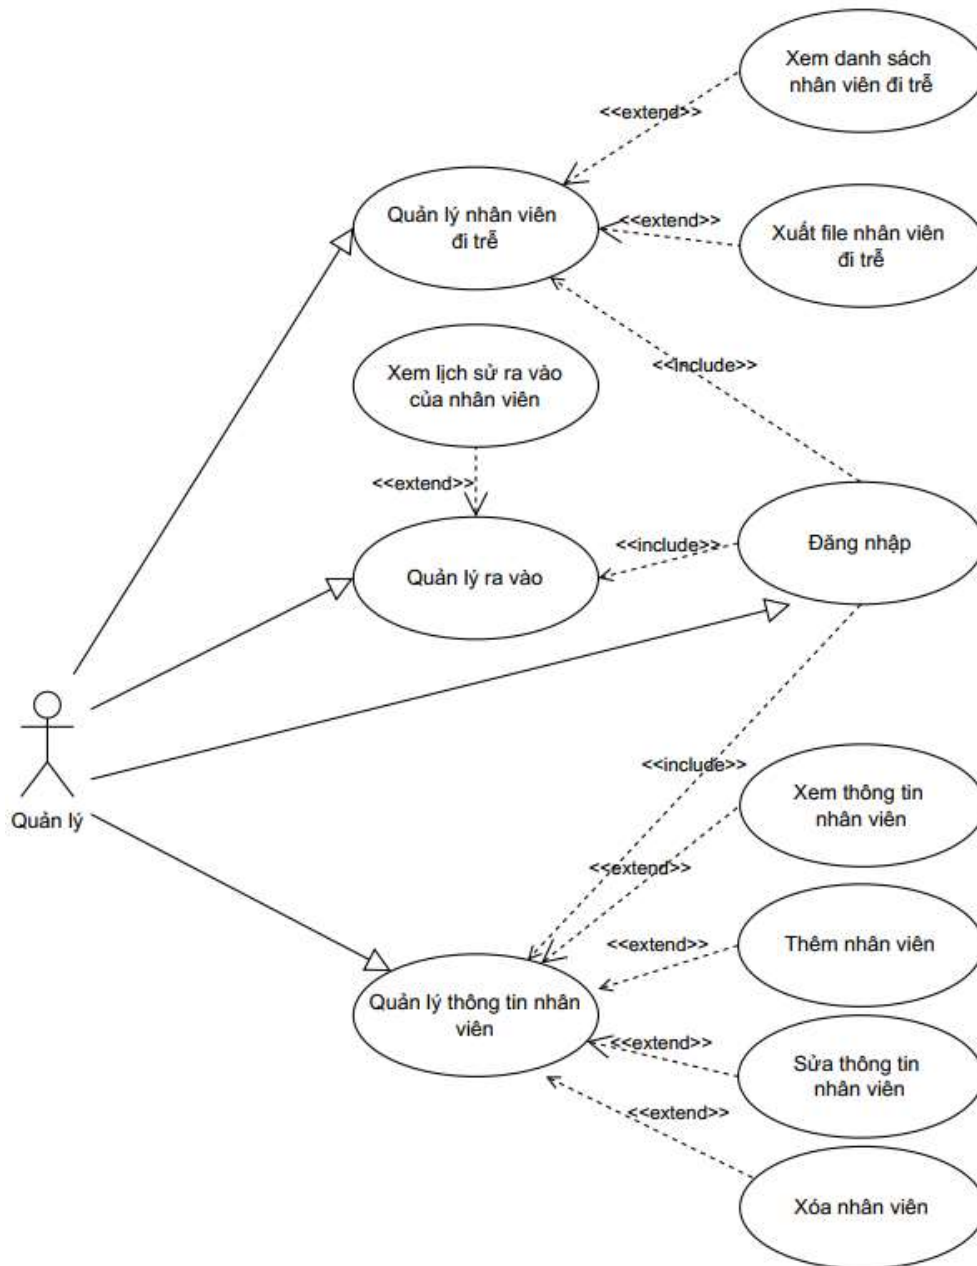 Xem danh sách
nhân viên đi trễ
<<extend>>
Quản lý nhân viên
đi trễ
<<extend>>
Xuất file nhân viên
đi trễ
<<include>>
Xem lịch sử ra vào
của nhân viên
<<extend>>
<<include>>
Đăng nhập
Quản lý ra vào
Quản lý
<<include>>
Xem thông tin
nhân viên
<<extend>>
<<extend>>
Thêm nhân viên
Quản lý thông tin nhân
viên
<<extend>>
Sửa thông tin
nhân viên
<<extend>>
Xóa nhân viên